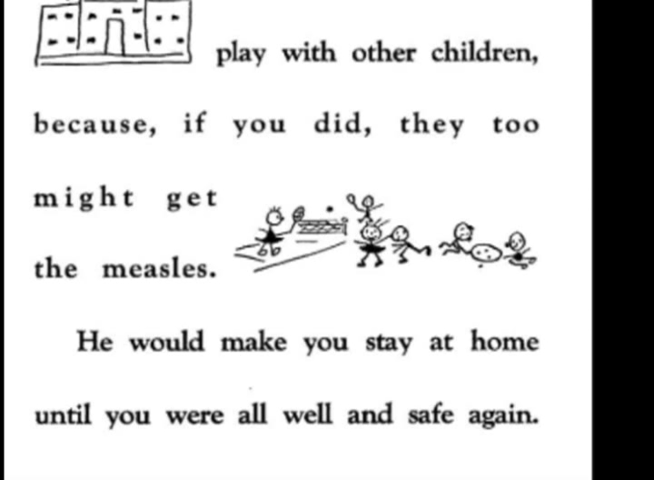 play with other children,
because, if you did, they too
might get
the measles.
He would make you stay at home
until you were all well and safe again.